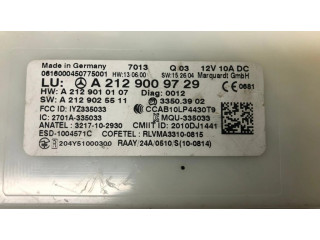 Made in Germany 7013 Q 03 12V 10A DC
0616000450775001 HW:13.06.00 SW:15.26.04 Marquardt GmbH
LU: A 212 900 97 29
HW: A 212 901 01 07 Diag: 0012 0681
SW: A 212 902 55 11 3350.3902
FCC ID: IYZ335033 CCAB10LP4430T9
IC: 2701A-335033 MQU-335033
ANATEL: 3217-10-2930 CMIIT ID: 2010DJ1441
ESD-1004571C COFETEL: RLVMA3310-0815
204Y51000300 RAAY/24A/0510/S(10-0814)